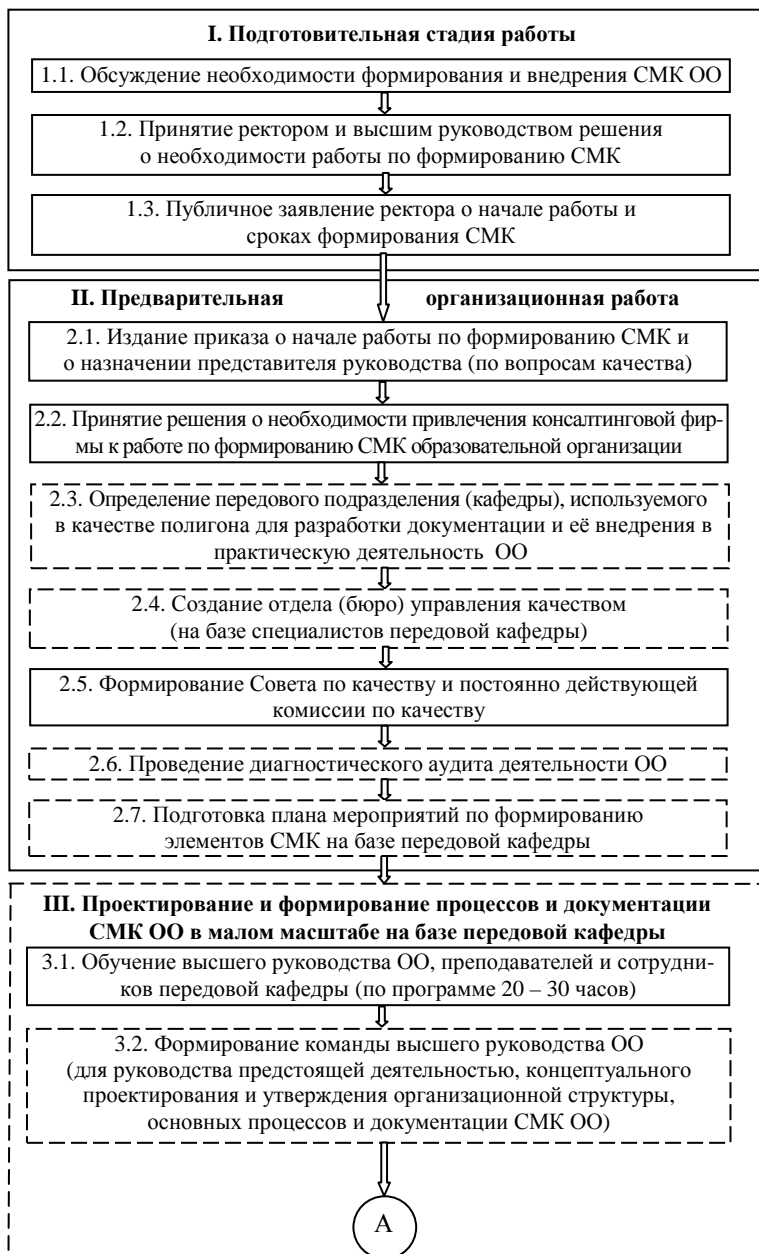 I. Подготовительная стадия работы
1.1. Обсуждение необходимости формирования и внедрения СМК ОО
1.2. Принятие ректором и высшим руководством решения
о необходимости работы по формированию СМК
1.3. Публичное заявление ректора о начале работы и
сроках формирования СМК
II. Предварительная организационная работа
2.1. Издание приказа о начале работы по формированию СМК и
о назначении представителя руководства (по вопросам качества)
2.2. Принятие решения о необходимости привлечения консалтинговой фир-
мы к работе по формированию СМК образовательной организации
2.3. Определение передового подразделения (кафедры), используемого
в качестве полигона для разработки документации и её внедрения в
практическую деятельность ОО
2.4. Создание отдела (бюро) управления качеством
(на базе специалистов передовой кафедры)
2.5. Формирование Совета по качеству и постоянно действующей
комиссии по качеству
2.6. Проведение диагностического аудита деятельности ОО
2.7. Подготовка плана мероприятий по формированию
элементов СМК на базе передовой кафедры
III. Проектирование и формирование процессов и документации
СМК ОО в малом масштабе на базе передовой кафедры
3.1. Обучение высшего руководства ОО, преподавателей и сотрудни-
ков передовой кафедры (по программе 20 – 30 часов)
3.2. Формирование команды высшего руководства ОО
(для руководства предстоящей деятельностью, концептуального
проектирования и утверждения организационной структуры,
основных процессов и документации СМК ОО)
А